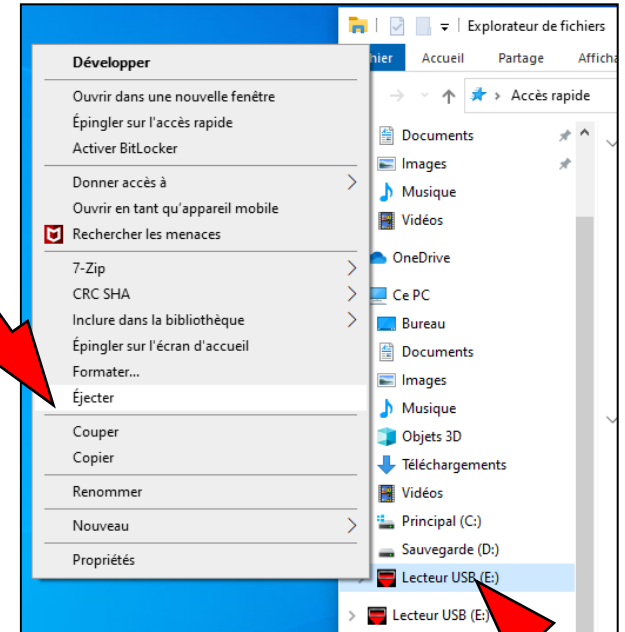 Explorateur de fichiers
Accueil Partage
Accès rapide
Développer
Ouvrir dans une nouvelle fenêtre
Épingler sur l'accès rapide
Activer BitLocker
Donner accès à
Ouvrir en tant qu'appareil mobile
Rechercher les menaces
7-Zip
CRC SHA
Inclure dans la bibliothèque
Épingler sur l'écran d'accueil
Formater...
Éjecter
Couper
Copier
Renommer
Nouveau
Propriétés
Documents
Images
Musique
Vidéos
OneDrive
Ce PC
Bureau
Documents
Images
Musique
Objets 3D
Téléchargements
Vidéos
Principal (C:)
Sauvegarde (D:)
Lecteur USB (E:)
Lecteur USB (E:)